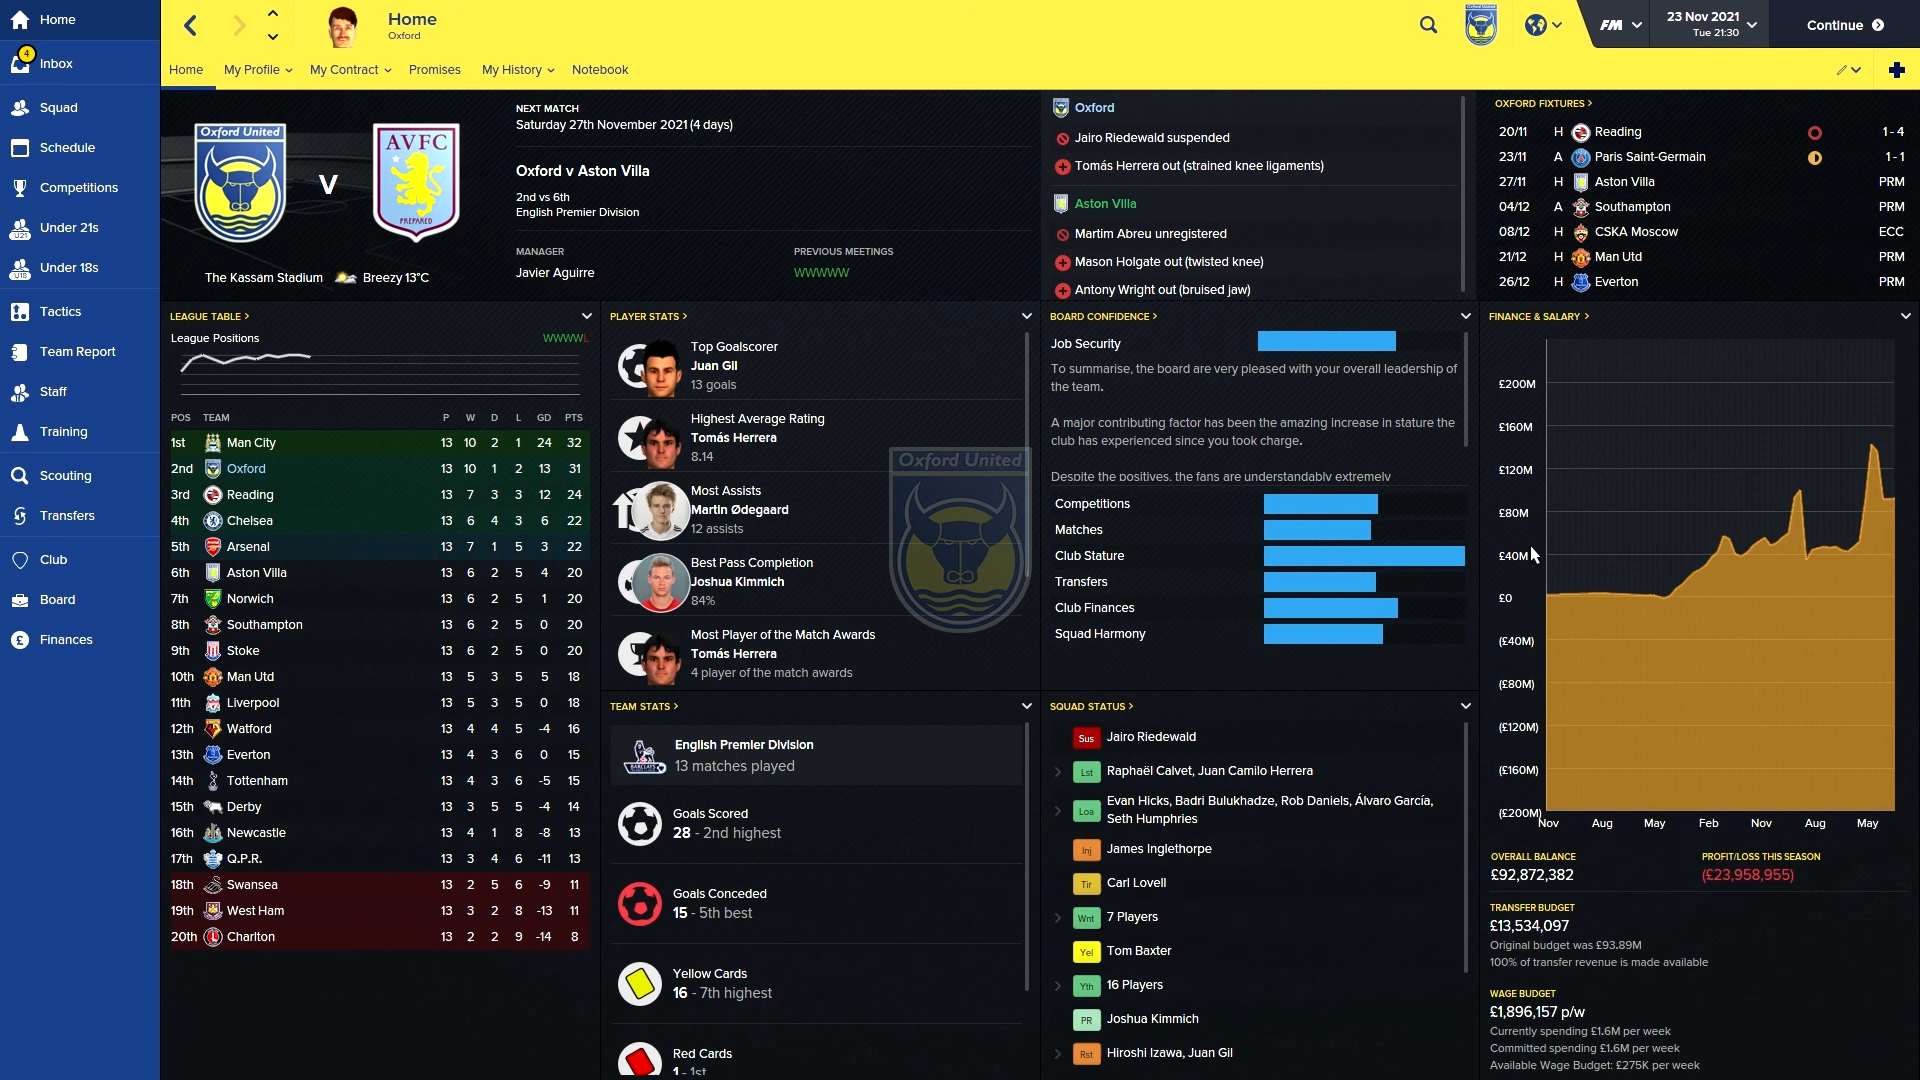 Home
Inbox
4
Squad
Schedule
Competitions
Under 21s
U21
Under 18s
U18
Tactics
Team Report
Staff
Training
Scouting
Transfers
Club
Board
Finances
Home
Oxford
FM
23 Nov 2021
Tue 21:30
Continue
Home My Profile My Contract Promises My History Notebook
Oxford United
V
AVFC
PREPARED
The Kassam Stadium Breezy 13°C
NEXT MATCH
Saturday 27th November 2021 (4 days)
Oxford v Aston Villa
2nd vs 6th
English Premier Division
MANAGER
Javier Aguirre
PREVIOUS MEETINGS
WWWWW
Oxford
Jairo Riedewald suspended
Tomás Herrera out (strained knee ligaments)
Aston Villa
Martim Abreu unregistered
Mason Holgate out (twisted knee)
Antony Wright out (bruised jaw)
OXFORD FIXTURES >
20/11 H Reading 1 - 4
23/11 A Paris Saint-Germain 1 - 1
27/11 H Aston Villa PRM
04/12 A Southampton PRM
08/12 H CSKA Moscow ECC
21/12 H Man Utd PRM
26/12 H Everton PRM
LEAGUE TABLE >
League Positions WWWWL
POS TEAM P W D L GD PTS
1st Man City 13 10 2 1 24 32
2nd Oxford 13 10 1 2 13 31
3rd Reading 13 7 3 3 12 24
4th Chelsea 13 6 4 3 6 22
5th Arsenal 13 7 1 5 3 22
6th Aston Villa 13 6 2 5 4 20
7th Norwich 13 6 2 5 1 20
8th Southampton 13 6 2 5 0 20
9th Stoke 13 6 2 5 0 20
10th Man Utd 13 5 3 5 5 18
11th Liverpool 13 5 3 5 0 18
12th Watford 13 4 4 5 -4 16
13th Everton 13 4 3 6 0 15
14th Tottenham 13 4 3 6 -5 15
15th Derby 13 3 5 5 -4 14
16th Newcastle 13 4 1 8 -8 13
17th Q.P.R. 13 3 4 6 -11 13
18th Swansea 13 2 5 6 -9 11
19th West Ham 13 3 2 8 -13 11
20th Charlton 13 2 2 9 -14 8
PLAYER STATS >
Top Goalscorer
Juan Gil
13 goals
Highest Average Rating
Tomás Herrera
8.14
Most Assists
Martin Ødegaard
12 assists
Best Pass Completion
Joshua Kimmich
84%
Most Player of the Match Awards
Tomás Herrera
4 player of the match awards
Oxford United
TEAM STATS >
English Premier Division
13 matches played
Goals Scored
28 - 2nd highest
Goals Conceded
15 - 5th best
Yellow Cards
16 - 7th highest
Red Cards
1 - 1st
BOARD CONFIDENCE >
Job Security
To summarise, the board are very pleased with your overall leadership of
the team.
A major contributing factor has been the amazing increase in stature the
club has experienced since you took charge.
Despite the positives, the fans are understandably extremely
Competitions
Matches
Club Stature
Transfers
Club Finances
Squad Harmony
SQUAD STATUS >
Sus Jairo Riedewald
Lst Raphaël Calvet, Juan Camilo Herrera
Loa Evan Hicks, Badri Bulukhadze, Rob Daniels, Álvaro García,
Seth Humphries
Inj James Inglethorpe
Tir Carl Lovell
Wnt 7 Players
Yel Tom Baxter
Yth 16 Players
PR Joshua Kimmich
Rst Hiroshi Izawa, Juan Gil
FINANCE & SALARY >
£200M
£160M
£120M
£80M
£40M
£0
(£40M)
(£80M)
(£120M)
(£160M)
(£200M)
Nov Aug May Feb Nov Aug May
OVERALL BALANCE
£92,872,382
PROFIT/LOSS THIS SEASON
(£23,958,955)
TRANSFER BUDGET
£13,534,097
Original budget was £93.89M
100% of transfer revenue is made available
WAGE BUDGET
£1,896,157 p/w
Currently spending £1.6M per week
Committed spending £1.6M per week
Available Wage Budget: £275K per week